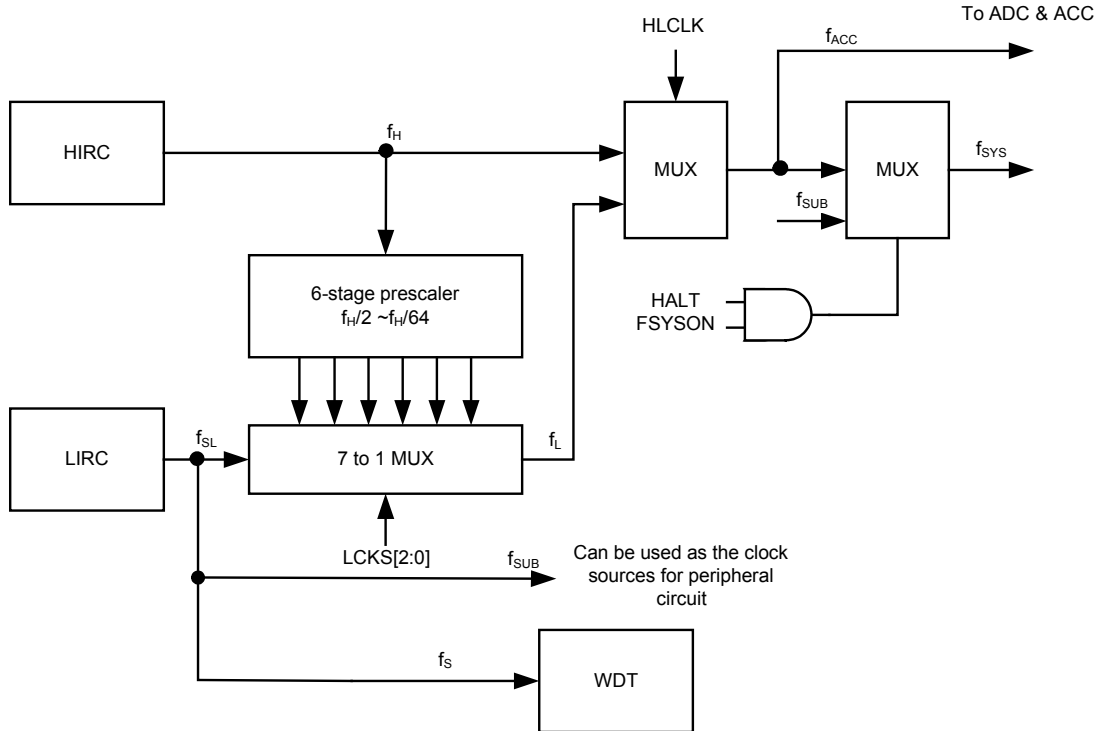 To ADC & ACC
HLCLK
fACC
HIRC
fH
MUX
MUX
fSYS
fSUB
6-stage prescaler
fH/2 ~fH/64
HALT
FSYSON
LIRC
fSL
7 to 1 MUX
fL
LCKS[2:0]
fSUB
Can be used as the clock
sources for peripheral
circuit
fS
WDT